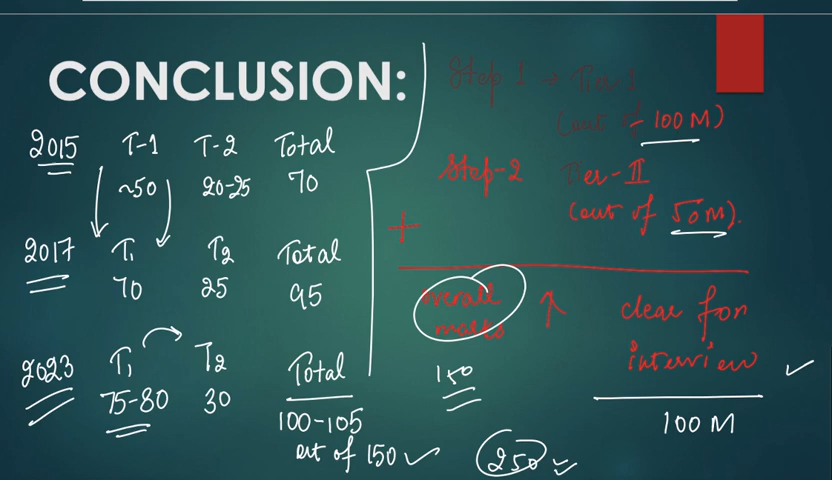 CONCLUSION:
2015 T-1 T-2 Total
~50 20-25 70
2017 T1 T2 Total
70 25 95
2023 T1 T2 Total
75-80 30 100-105
out of 150
Step 1 ⇒ Tier-1
(out of 100 M)
Step-2 Tier-II
(out of 50 M).
+
overall marks ↑ clear for interview
150 100 M
250